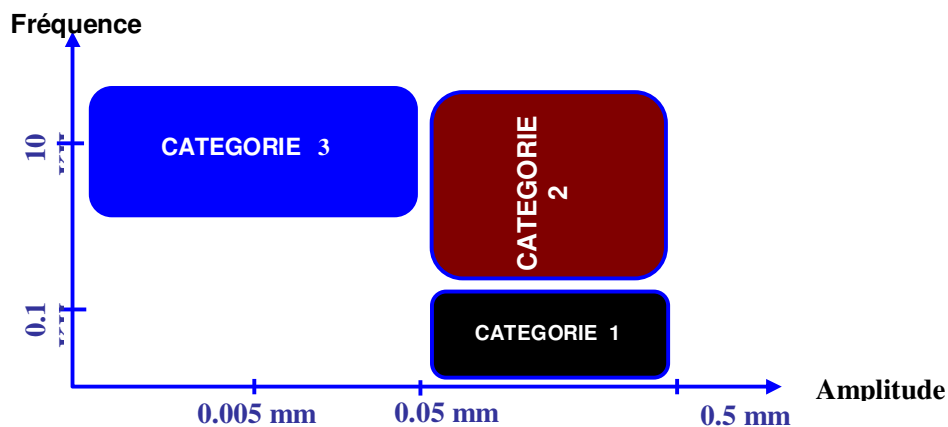 Fréquence
CATEGORIE 3
CATEGORIE
2
10
0.1
CATEGORIE 1
0.005 mm
0.05 mm
0.5 mm
Amplitude